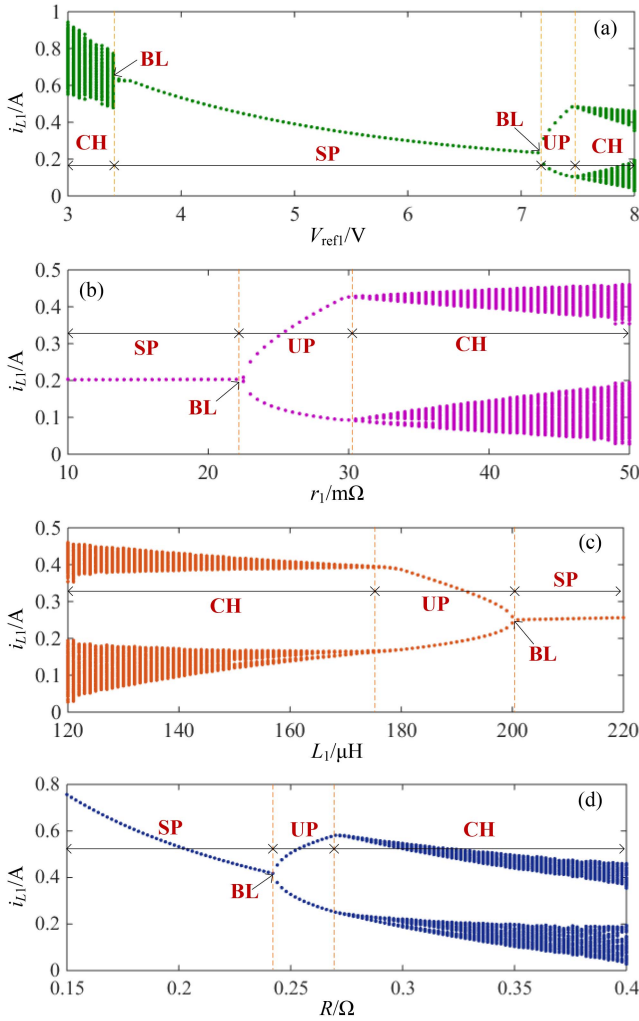 1
0.8
0.6
0.4
0.2
0
i_L1/A
(a)
BL
BL
UP
CH
CH
SP
3 4 5 6 7 8
V_ref1/V
0.5
0.4
0.3
0.2
0.1
0
i_L1/A
(b)
SP
UP
CH
BL
10 20 30 40 50
r_1/mΩ
0.5
0.4
0.3
0.2
0.1
0
i_L1/A
(c)
SP
CH
UP
BL
120 140 160 180 200 220
L_1/μH
0.8
0.6
0.4
0.2
0
i_L1/A
(d)
SP
UP
CH
BL
0.15 0.2 0.25 0.3 0.35 0.4
R/Ω